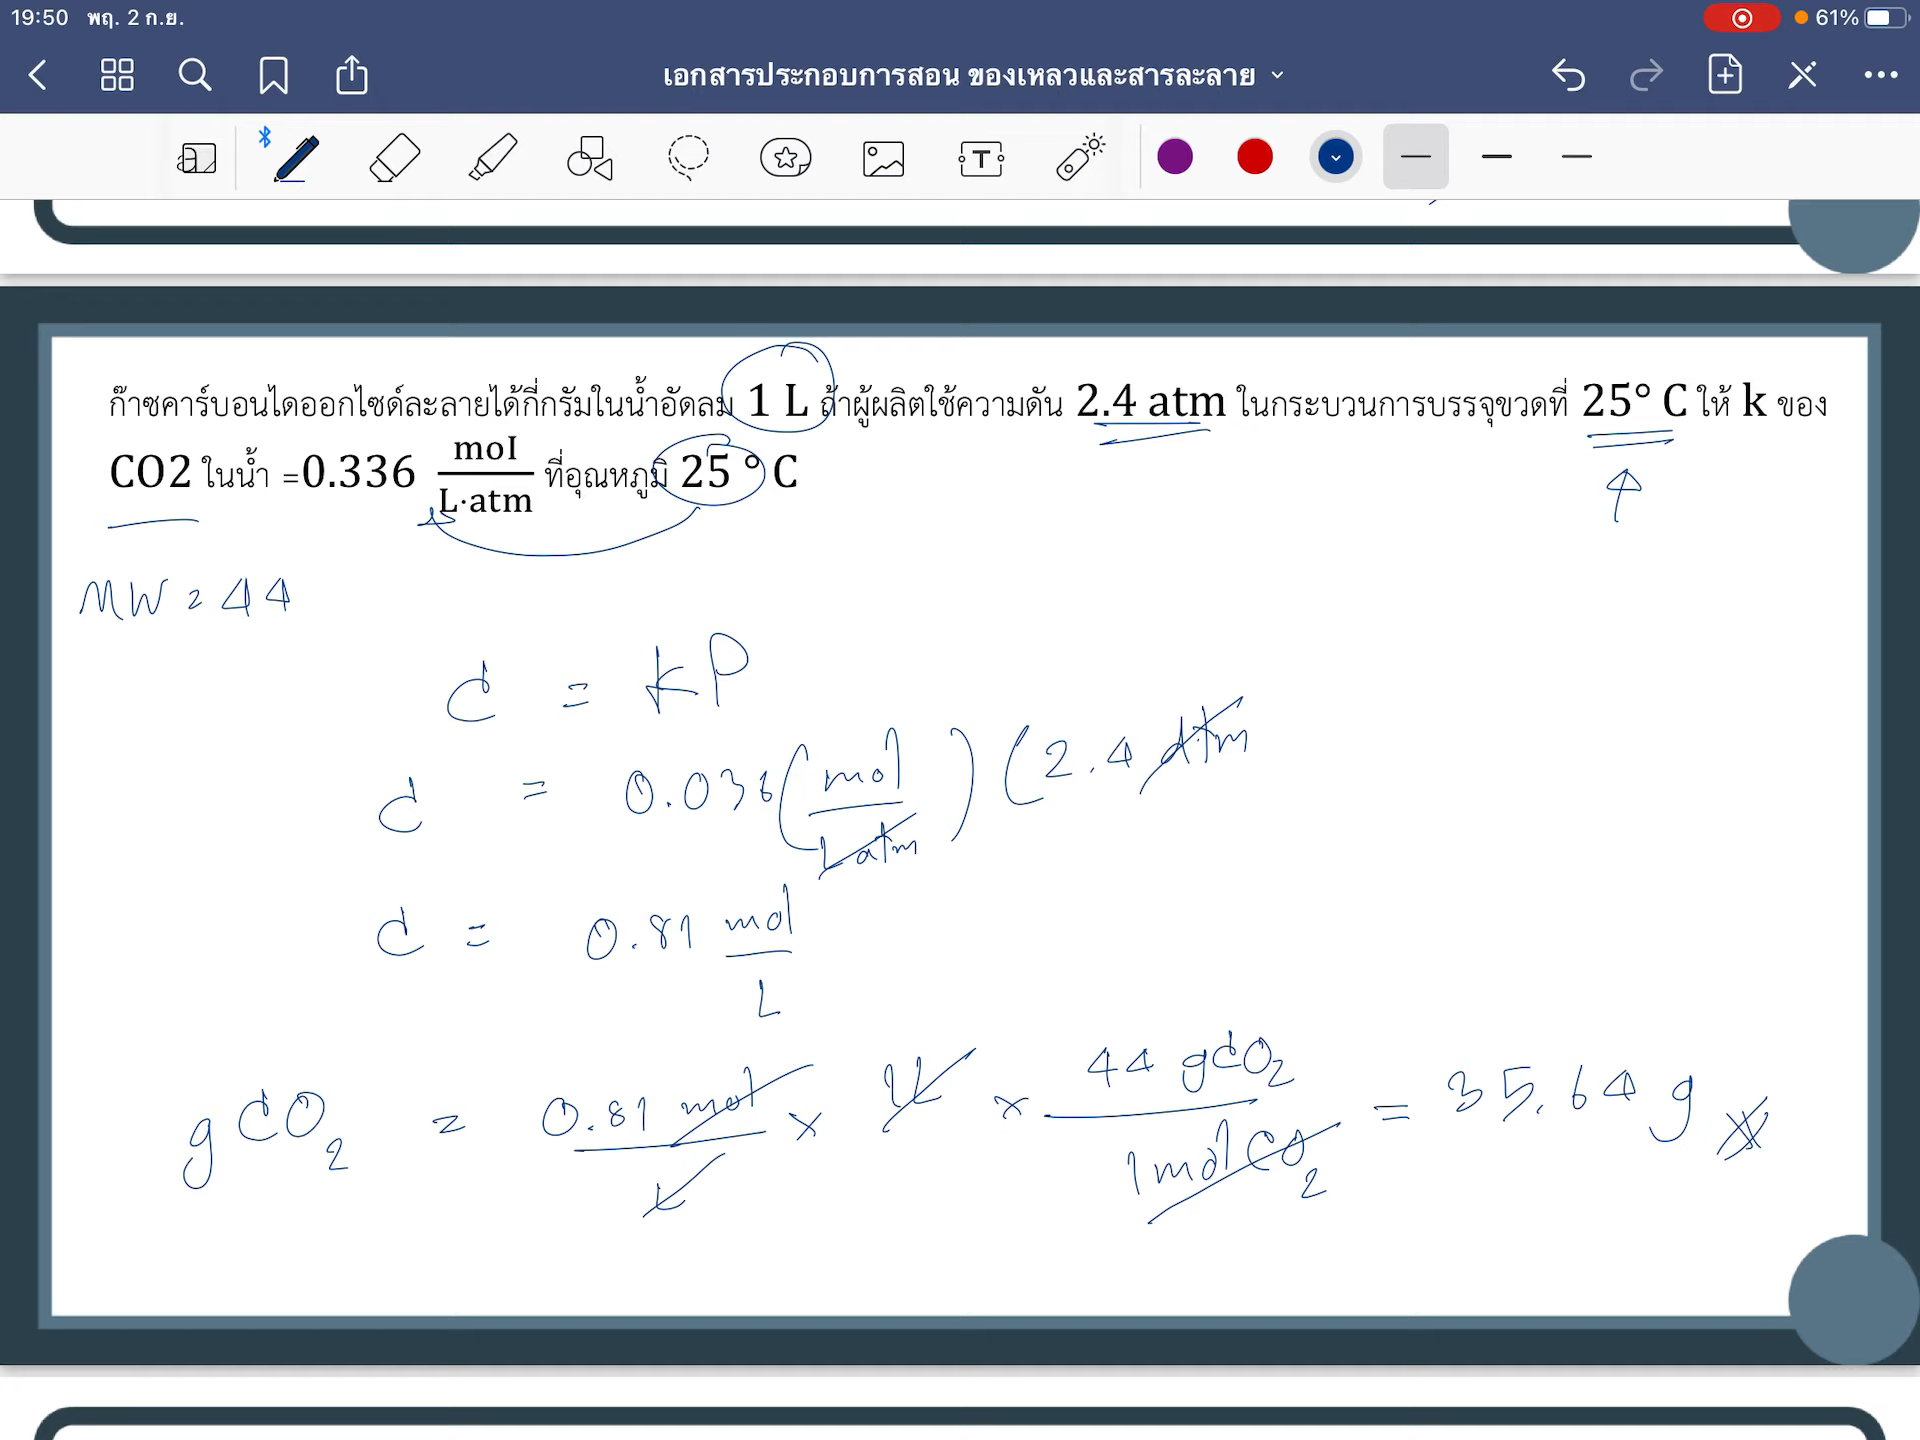 19:50 พฤ. 2 ก.ย. 61%
เอกสารประกอบการสอน ของเหลวและสารละลาย
ก๊าซคาร์บอนไดออกไซด์ละลายได้กี่กรัมในน้ำอัดลม 1 L ถ้าผู้ผลิตใช้ความดัน 2.4 atm ในกระบวนการบรรจุขวดที่ 25° C ให้ k ของ
CO2 ในน้ำ =0.336 mol/L·atm ที่อุณหภูมิ 25 ° C
MW = 44
C = kP
C = 0.036 (mol/L atm) (2.4 atm
C = 0.81 mol/L
g CO2 = 0.81 mol/L × 1L × 44 g CO2/1 mol CO2 = 35.64 g